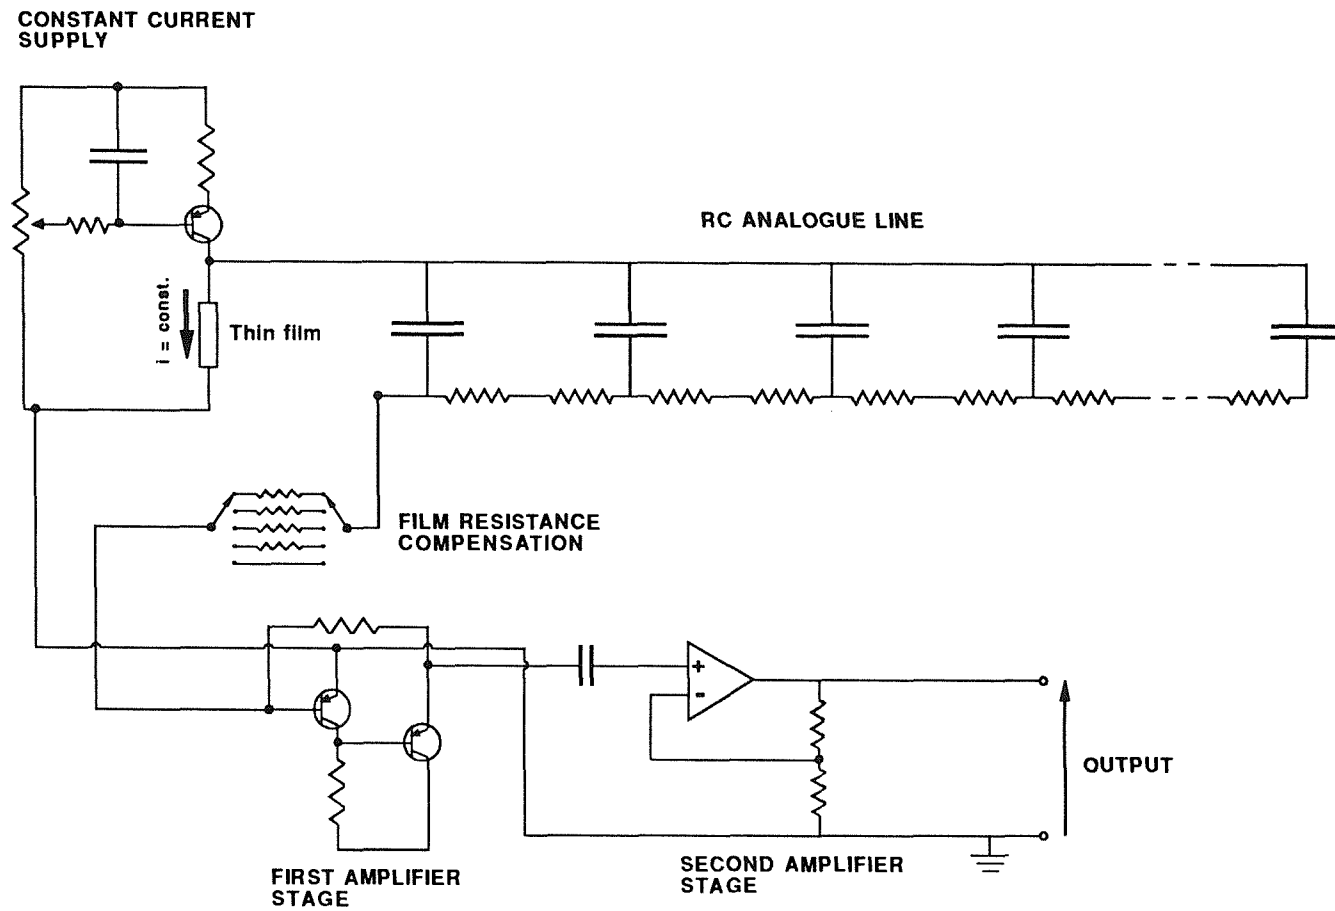 CONSTANT CURRENT
SUPPLY
RC ANALOGUE LINE
i = const.
Thin film
FILM RESISTANCE
COMPENSATION
+
-
OUTPUT
FIRST AMPLIFIER
STAGE
SECOND AMPLIFIER
STAGE